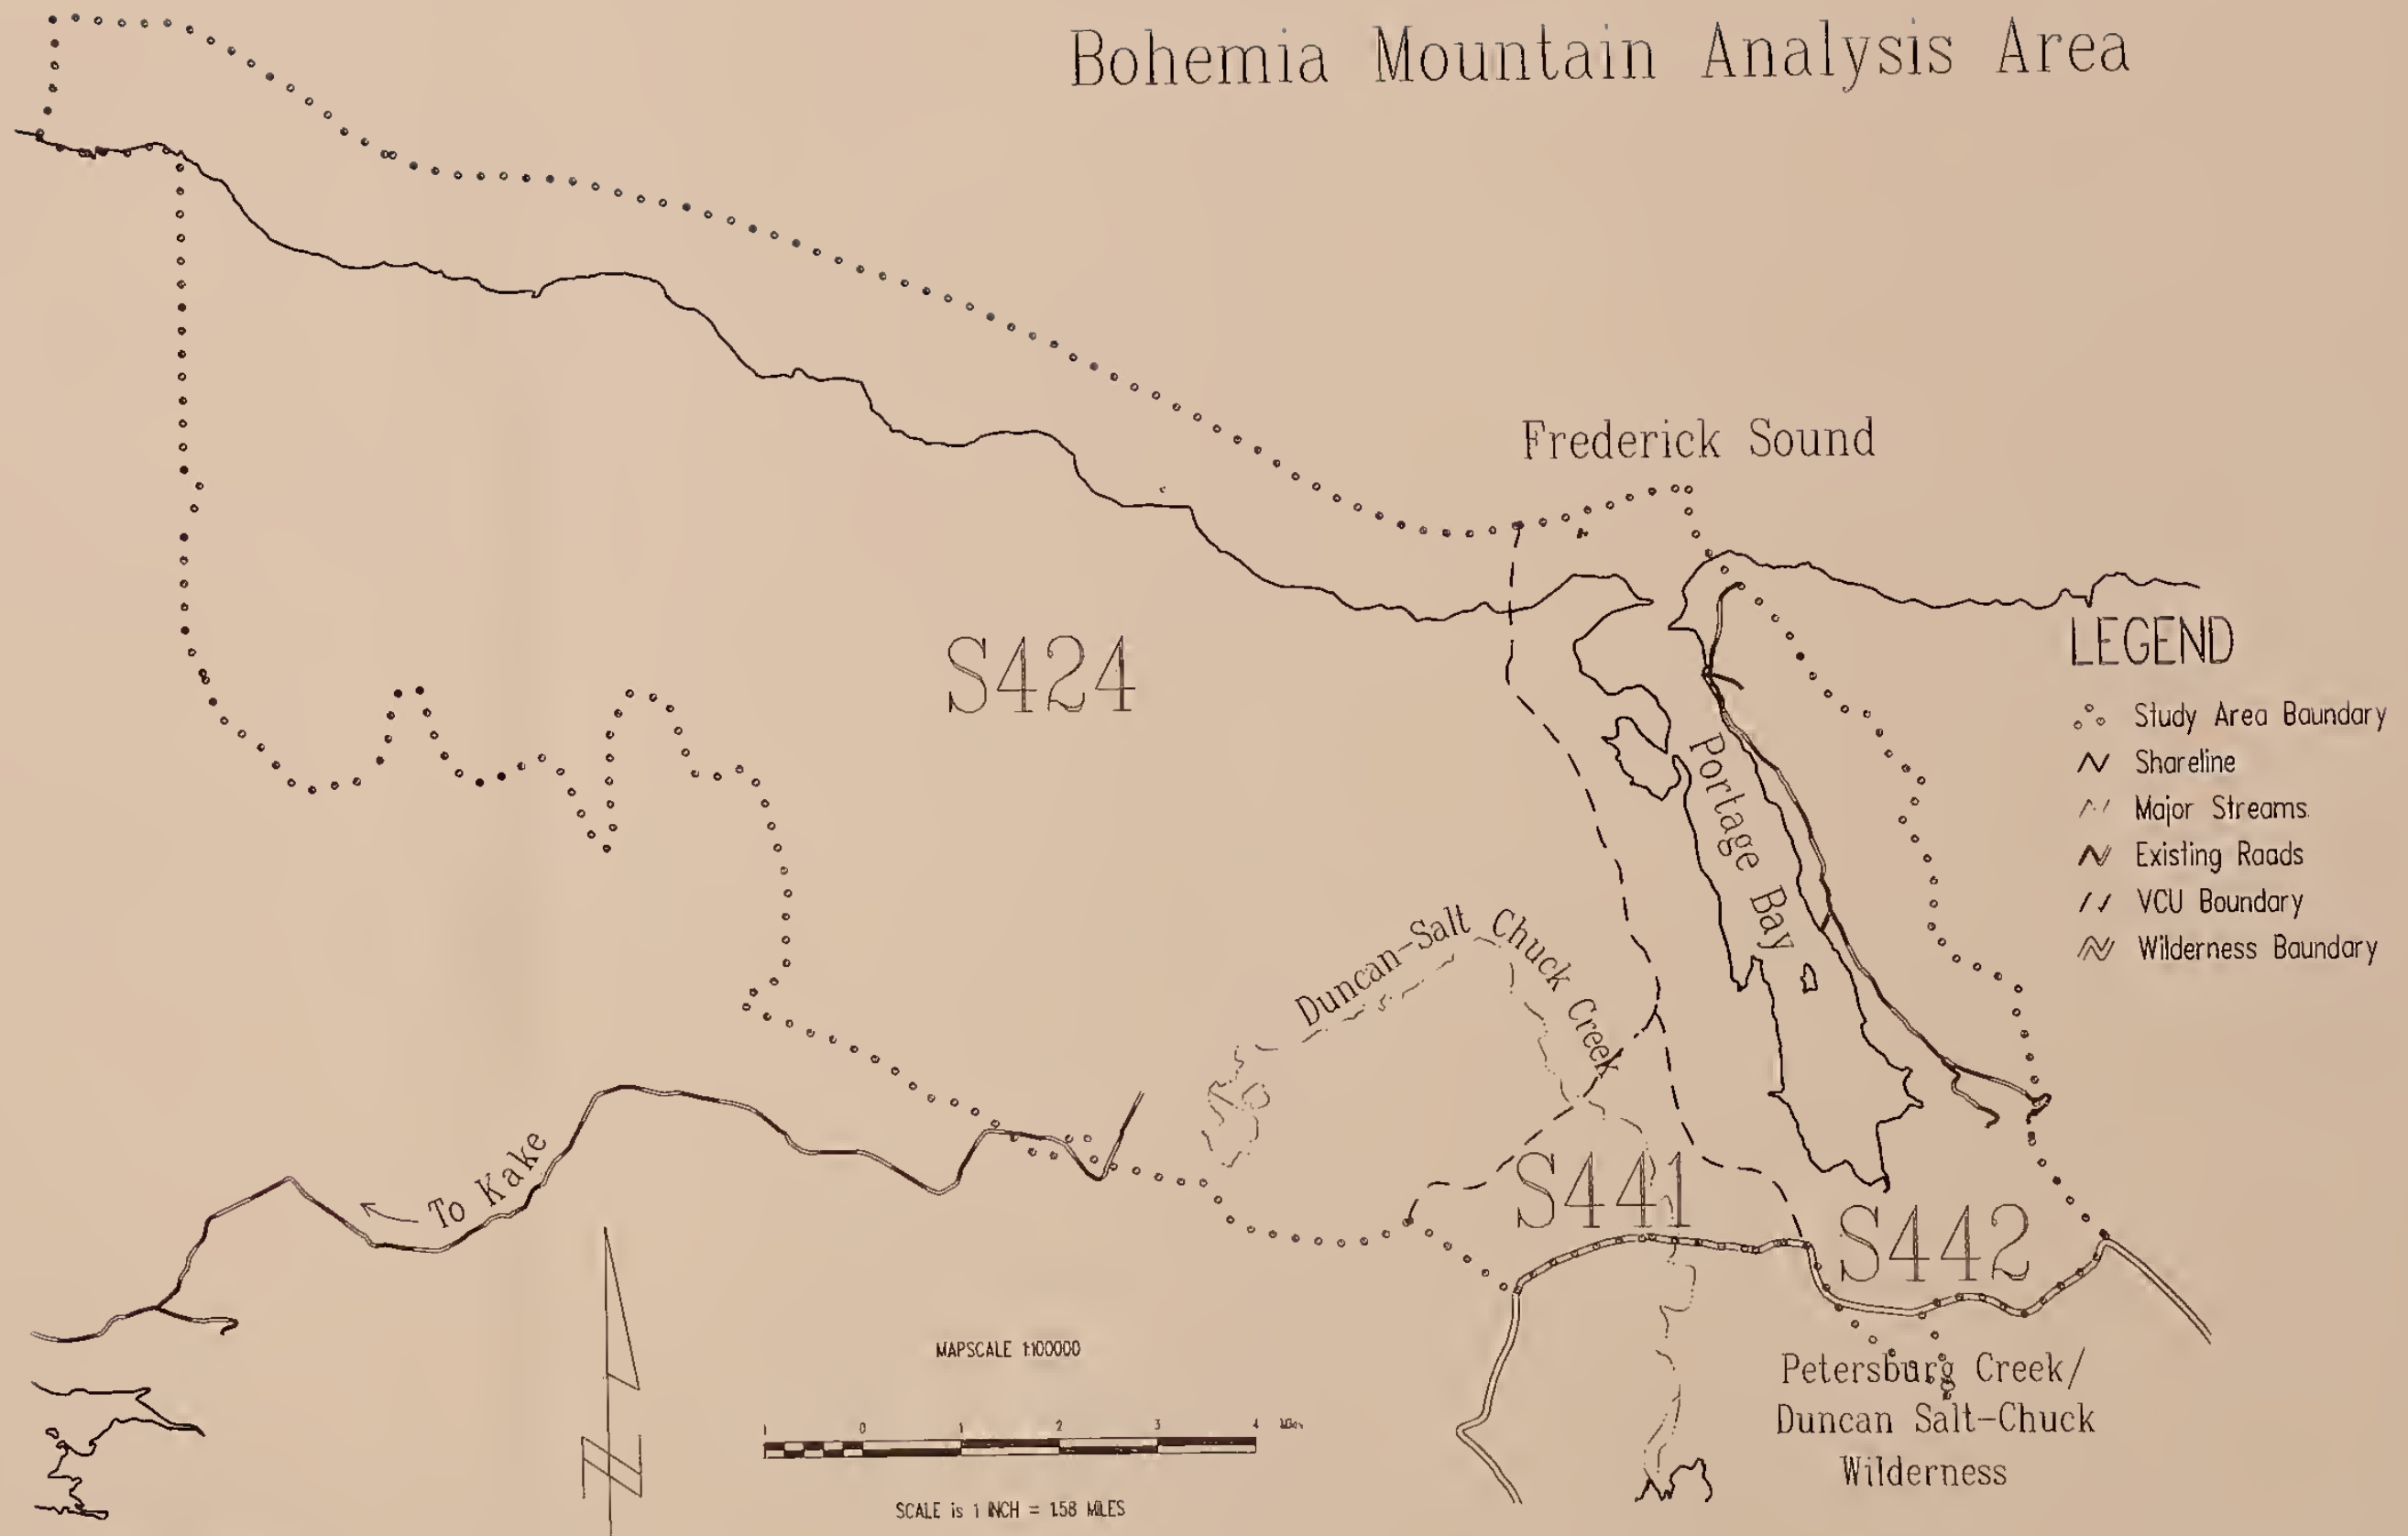 Bohemia Mountain Analysis Area
Frederick Sound
S424
Portage Bay
LEGEND
Study Area Boundary
Shoreline
Major Streams
Existing Roads
VCU Boundary
Wilderness Boundary
Duncan-Salt Chuck Creek
To Kake
S441
S442
MAPSCALE 1:100000
1 0 1 2 3 4
SCALE is 1 INCH = 1.58 MILES
Petersburg Creek/
Duncan Salt-Chuck
Wilderness